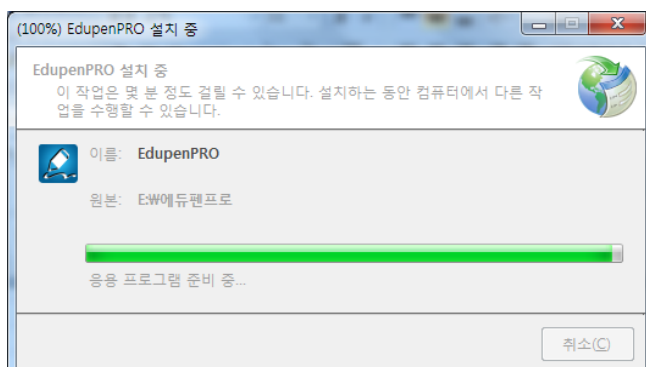 (100%) EdupenPRO 설치 중
EdupenPRO 설치 중
이 작업은 몇 분 정도 걸릴 수 있습니다. 설치하는 동안 컴퓨터에서 다른 작
업을 수행할 수 있습니다.
이름: EdupenPRO
원본: E:₩에듀펜프로
응용 프로그램 준비 중...
취소(C)